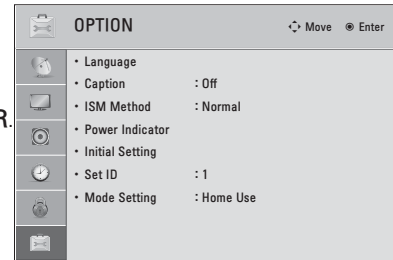 OPTION Move Enter
• Language
• Caption : Off
• ISM Method : Normal
R. • Power Indicator
• Initial Setting
• Set ID : 1
• Mode Setting : Home Use